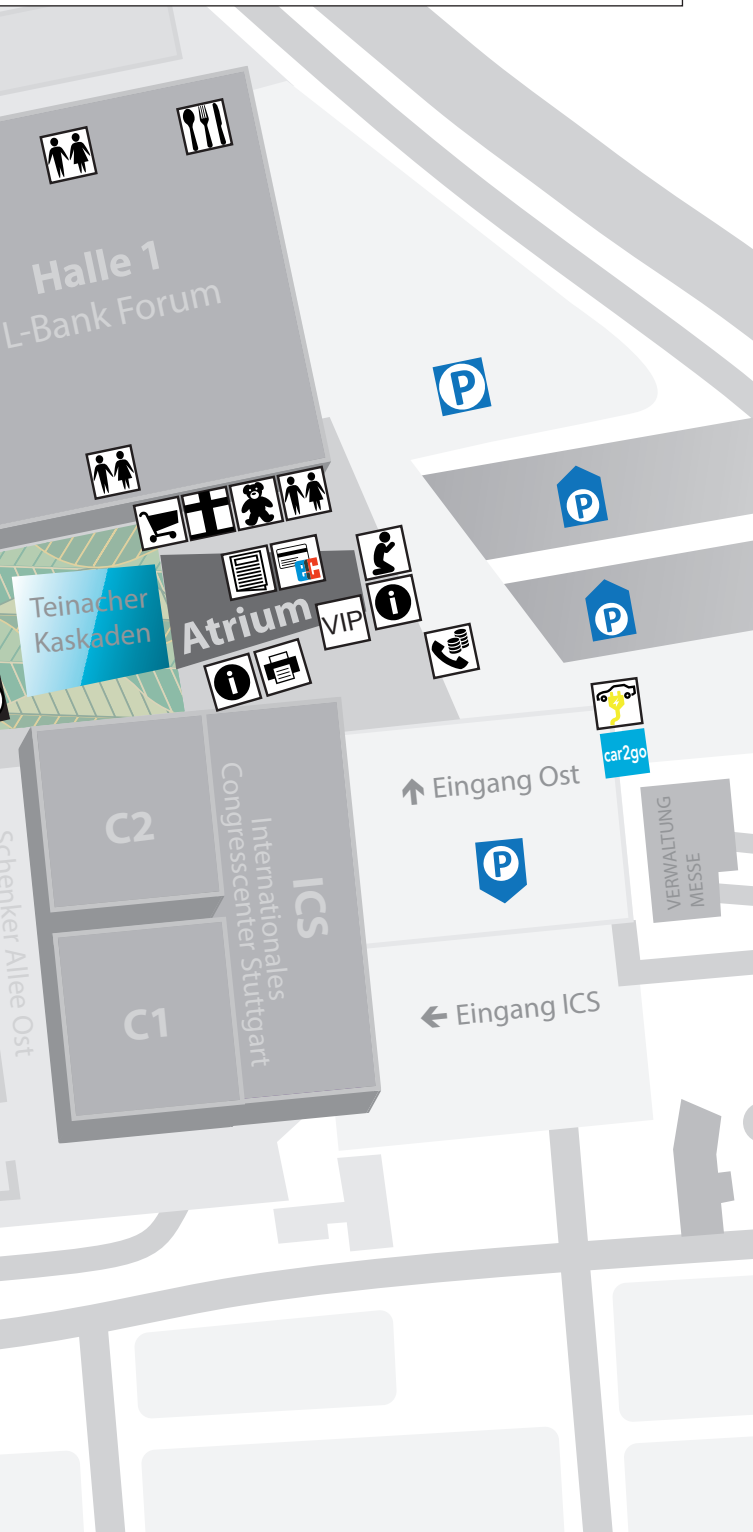 Halle 1
L-Bank Forum
P
P
P
Teinacher
Kaskaden
ec
Atrium
VIP
i
i
car2go
Eingang Ost
P
C2
ICS
Internationales
Congresscenter Stuttgart
VERWALTUNG
MESSE
Schenker Allee Ost
C1
Eingang ICS